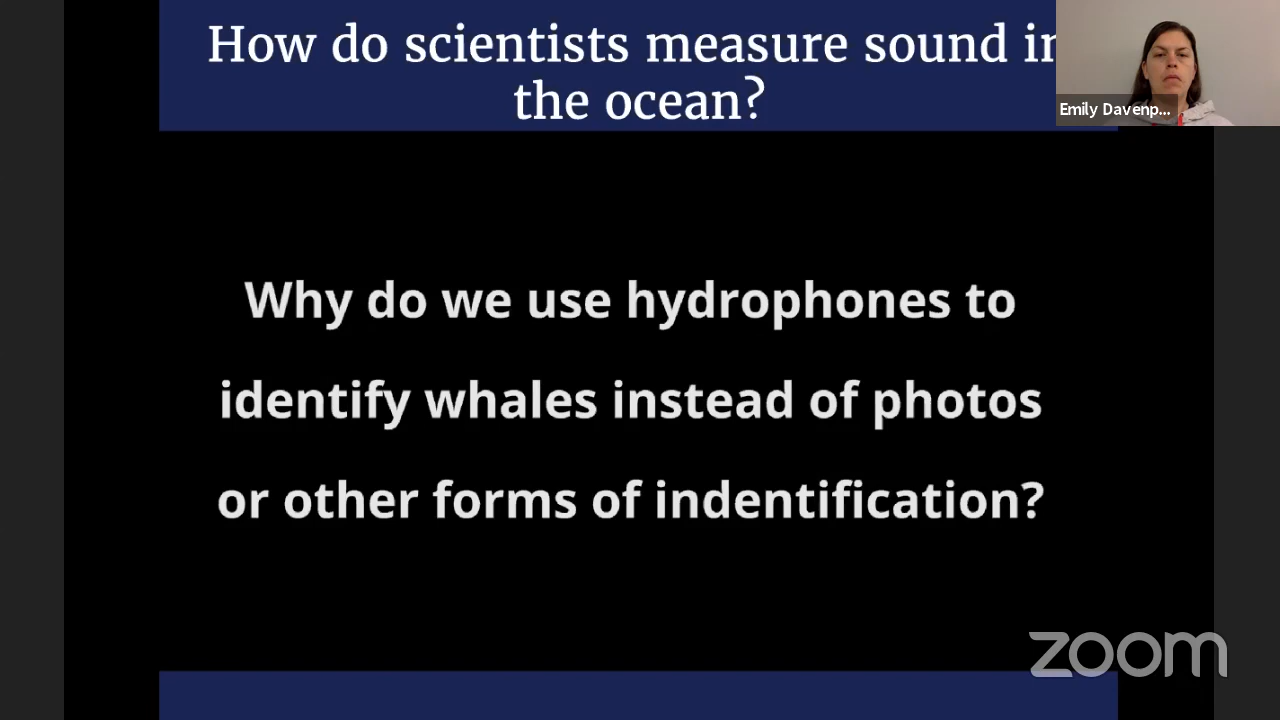 How do scientists measure sound in
the ocean?
Emily Davenp...
Why do we use hydrophones to
identify whales instead of photos
or other forms of indentification?
zoom